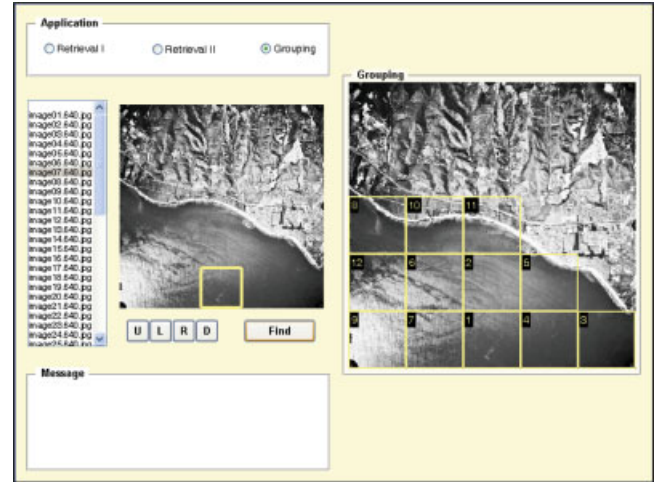 Application
Retrieval I
Retrieval II
Grouping
image01.640.jpg
image02.640.jpg
image03.640.jpg
image04.640.jpg
image05.640.jpg
image06.640.jpg
image07.640.jpg
image08.640.jpg
image09.640.jpg
image10.640.jpg
image11.640.jpg
image12.640.jpg
image13.640.jpg
image14.640.jpg
image15.640.jpg
image16.640.jpg
image17.640.jpg
image18.640.jpg
image19.640.jpg
image20.640.jpg
image21.640.jpg
image22.640.jpg
image23.640.jpg
image24.640.jpg
image25.640.jpg
U L R D
Find
Message
Grouping
10 11
12 6 2 5
9 7 1 4 3